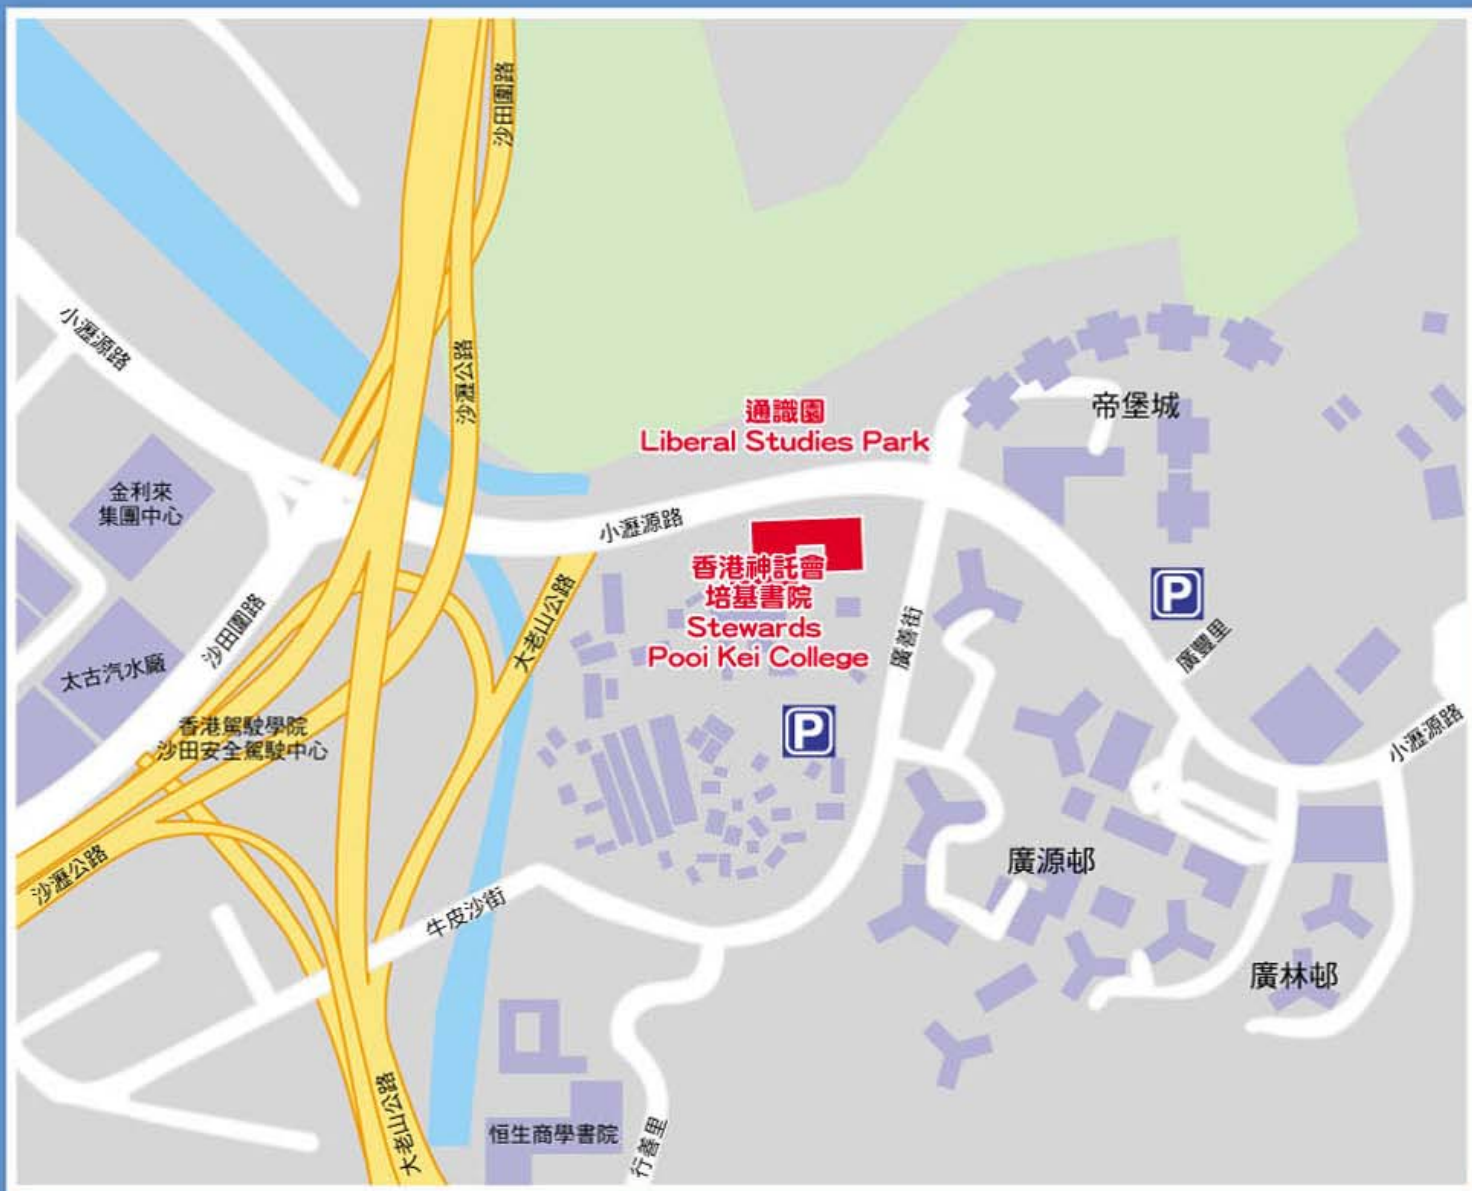 沙田圍路
小瀝源路
沙瀝公路
通識園
Liberal Studies Park
帝堡城
金利來
集團中心
小瀝源路
香港神託會
培基書院
Stewards
Pooi Kei College
P
大老山公路
沙田圍路
廣善街
廣豐里
太古汽水廠
香港駕駛學院
沙田安全駕駛中心
P
小瀝源路
沙瀝公路
廣源邨
牛皮沙街
廣林邨
大老山公路
恒生商學書院
行善里